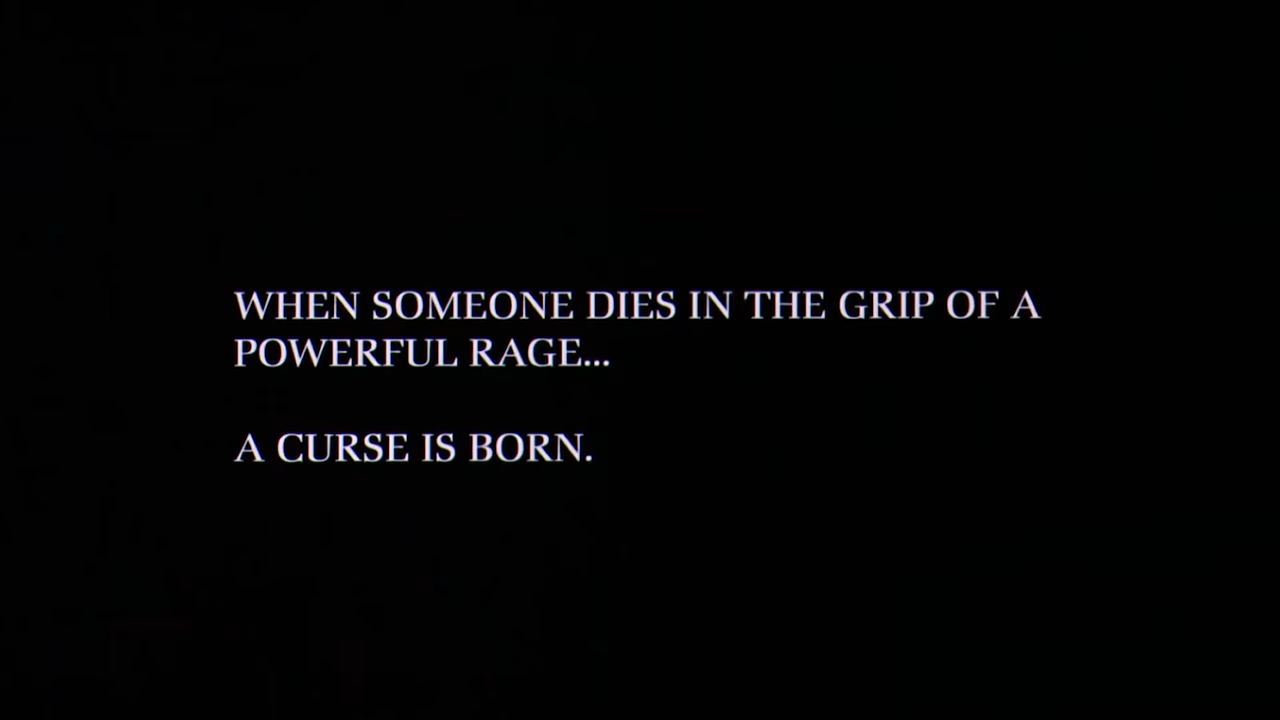 WHEN SOMEONE DIES IN THE GRIP OF A
POWERFUL RAGE...
A CURSE IS BORN.